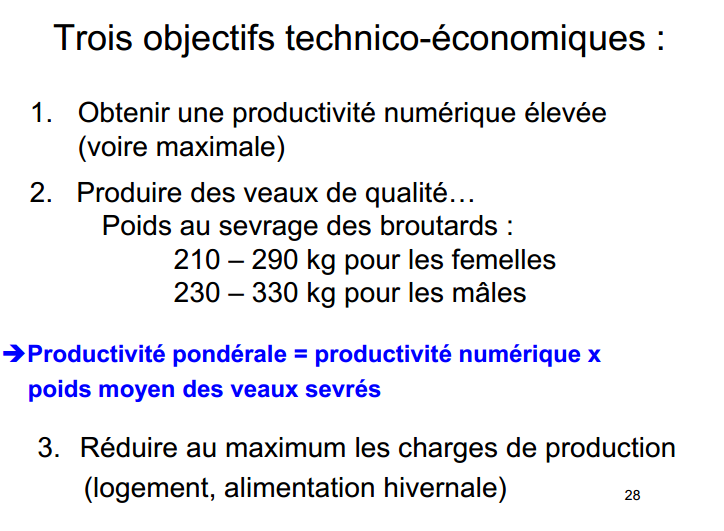 Trois objectifs technico-économiques :
1. Obtenir une productivité numérique élevée
(voire maximale)
2. Produire des veaux de qualité…
Poids au sevrage des broutards :
210 – 290 kg pour les femelles
230 – 330 kg pour les mâles
➔Productivité pondérale = productivité numérique x
poids moyen des veaux sevrés
3. Réduire au maximum les charges de production
(logement, alimentation hivernale)
28